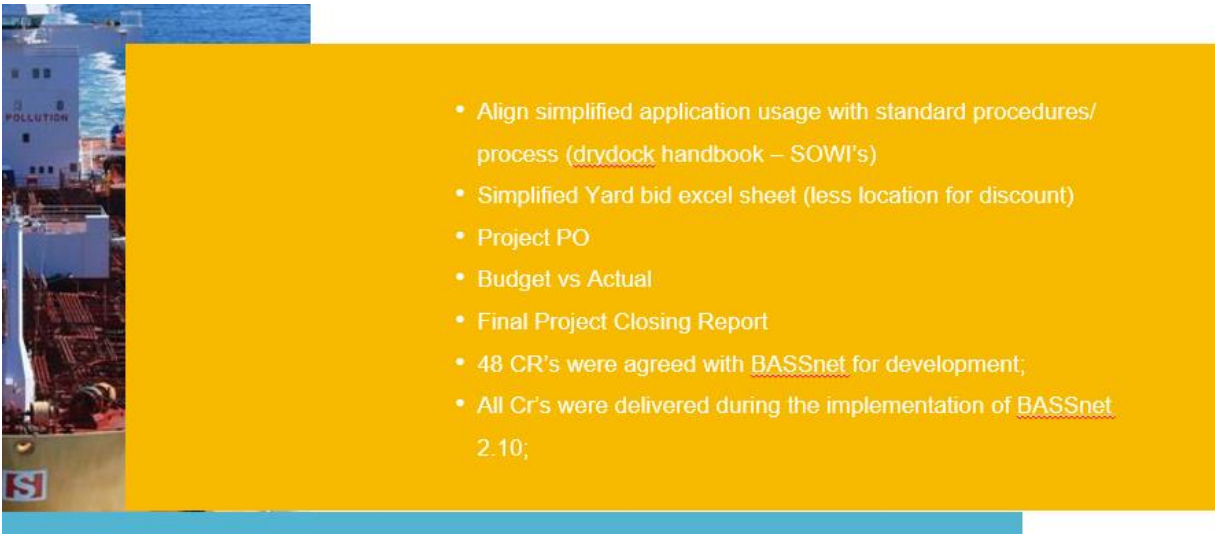 POLLUTION
• Align simplified application usage with standard procedures/
process (drydock handbook – SOWI's)
• Simplified Yard bid excel sheet (less location for discount)
• Project PO
• Budget vs Actual
• Final Project Closing Report
• 48 CR's were agreed with BASSnet for development;
• All Cr's were delivered during the implementation of BASSnet
2.10;
S